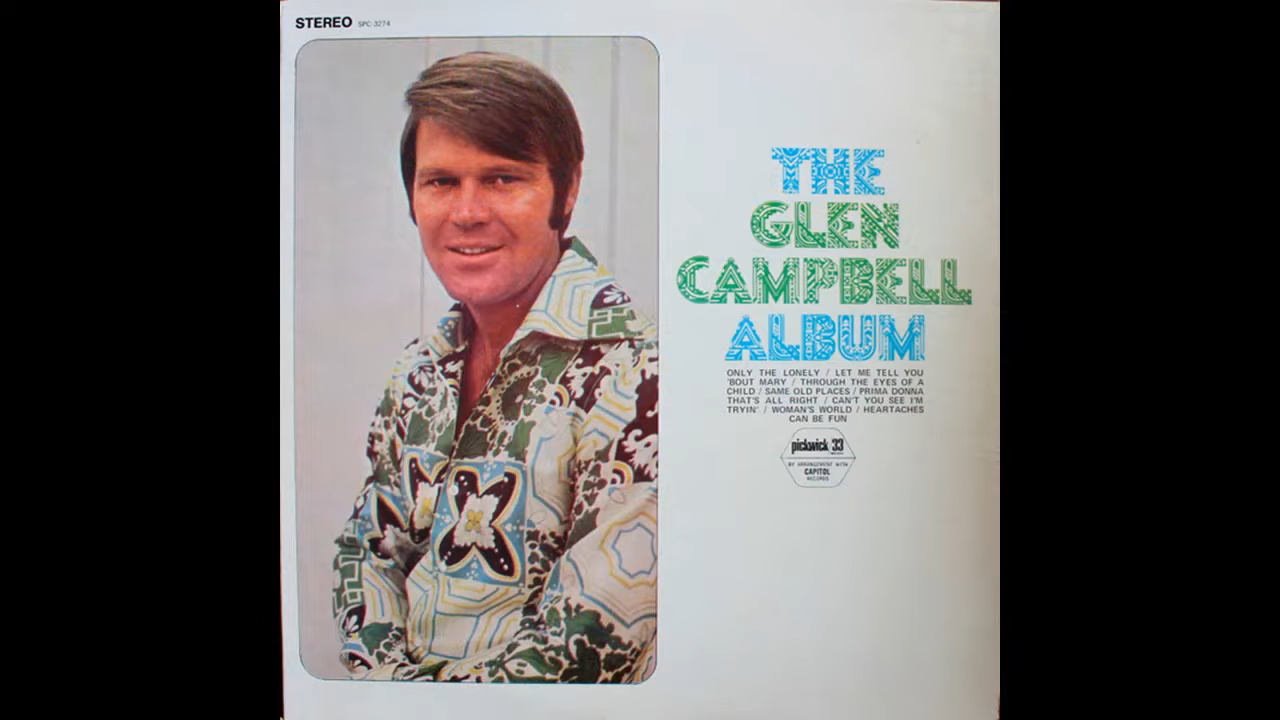 STEREO SPC-3274
THE
GLEN
CAMPBELL
ALBUM
ONLY THE LONELY / LET ME TELL YOU
'BOUT MARY / THROUGH THE EYES OF A
CHILD / SAME OLD PLACES / PRIMA DONNA
THAT'S ALL RIGHT / CAN'T YOU SEE I'M
TRYIN' / WOMAN'S WORLD / HEARTACHES
CAN BE FUN
pickwick/33
BY ARRANGEMENT WITH
CAPITOL
RECORDS